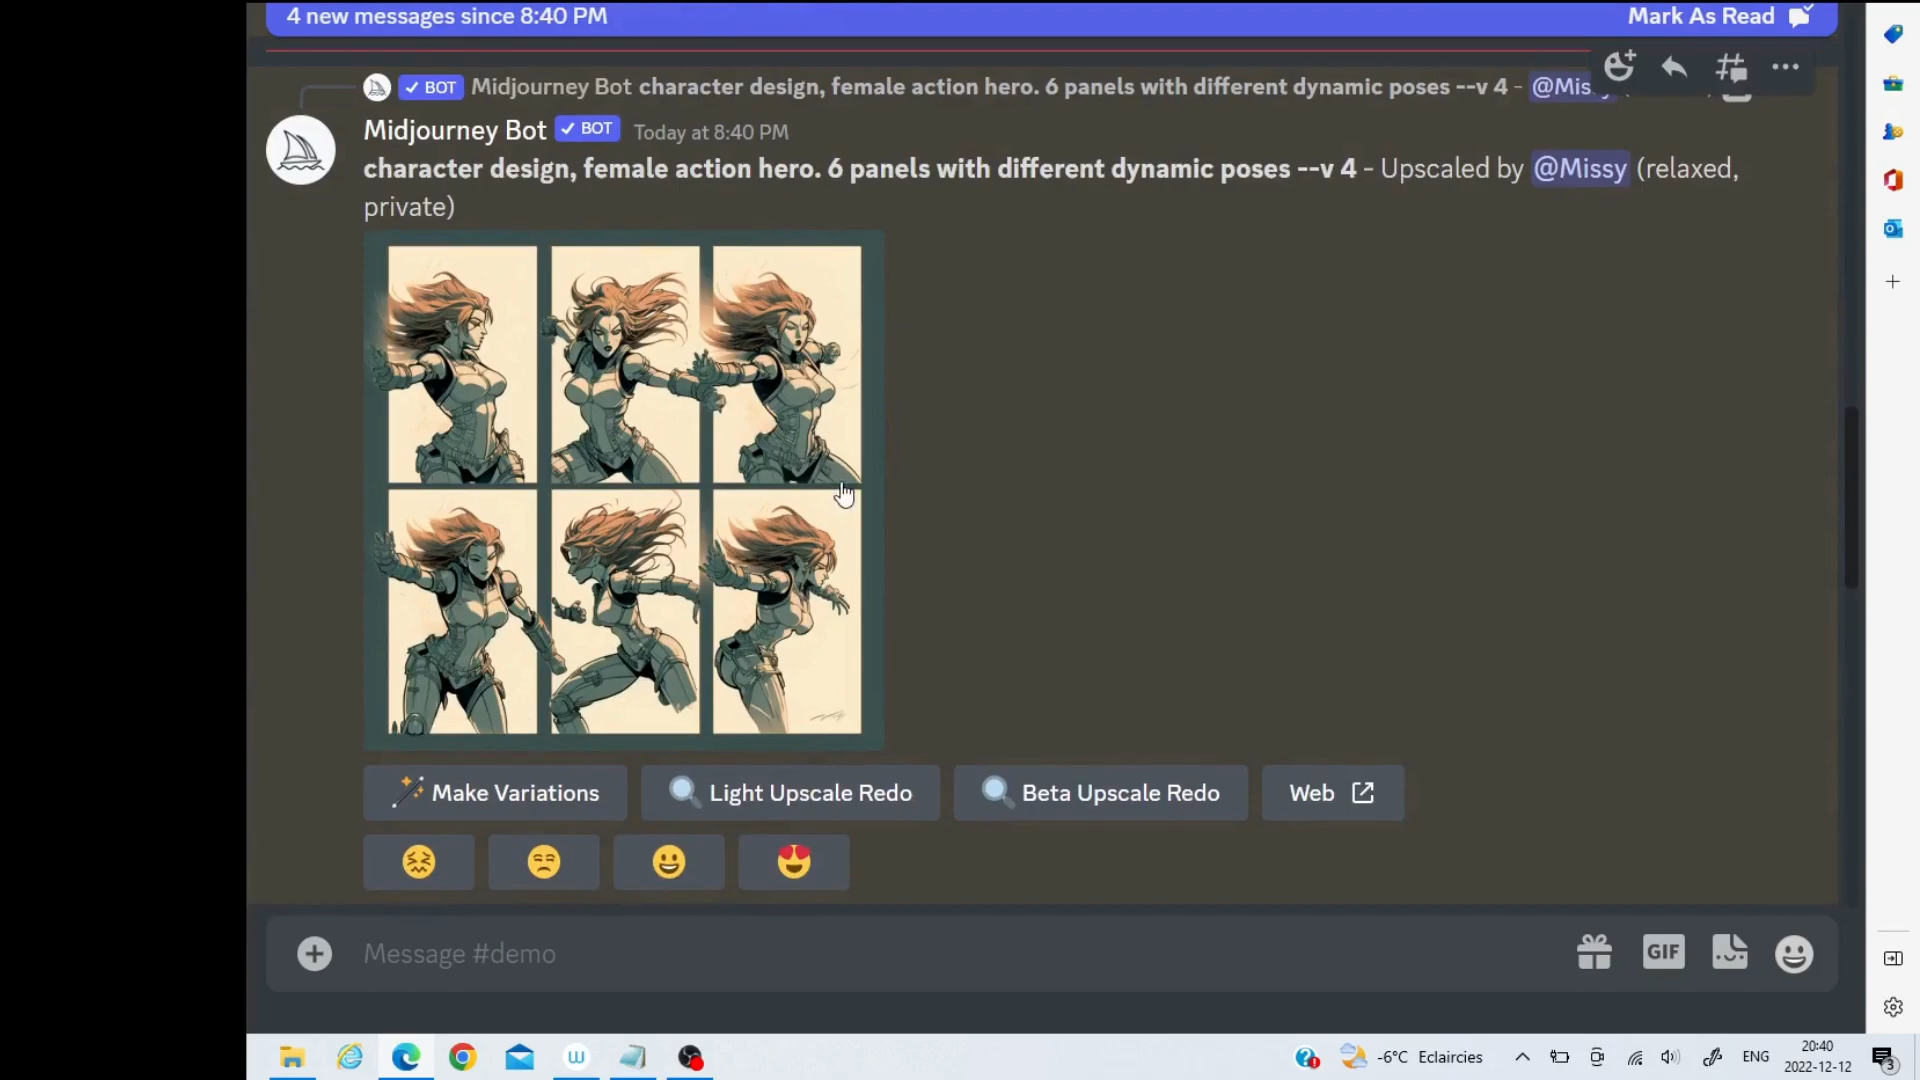 4 new messages since 8:40 PM Mark As Read
BOT Midjourney Bot character design, female action hero. 6 panels with different dynamic poses --v 4 - @Mis
Midjourney Bot BOT Today at 8:40 PM
character design, female action hero. 6 panels with different dynamic poses --v 4 - Upscaled by @Missy (relaxed,
private)
Make Variations Light Upscale Redo Beta Upscale Redo Web
Message #demo GIF
-6°C Eclaircies ENG 20:40
2022-12-12 3